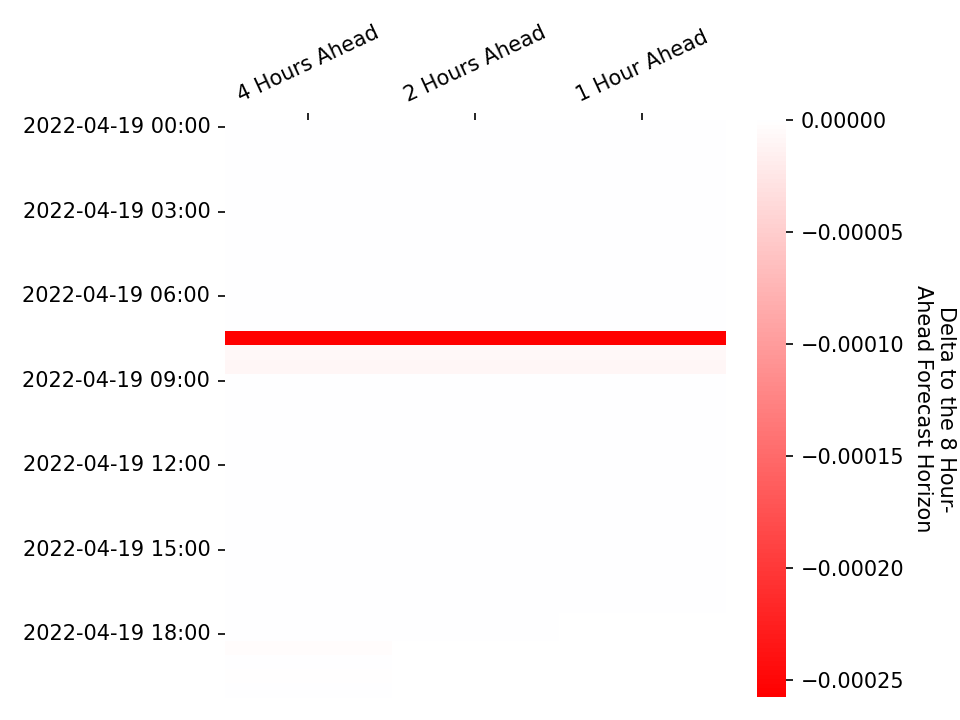 4 Hours Ahead
2 Hours Ahead
1 Hour Ahead
2022-04-19 00:00
2022-04-19 03:00
2022-04-19 06:00
2022-04-19 09:00
2022-04-19 12:00
2022-04-19 15:00
2022-04-19 18:00
0.00000
−0.00005
−0.00010
−0.00015
−0.00020
−0.00025
Delta to the 8 Hour-
Ahead Forecast Horizon